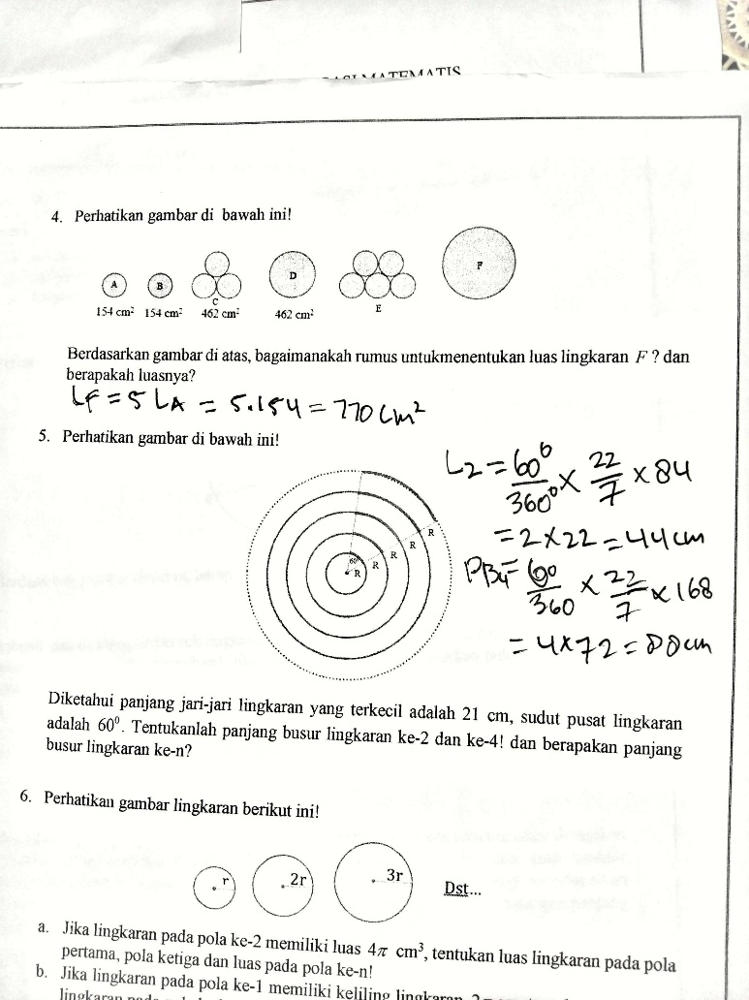 MATEMATIS
4. Perhatikan gambar di bawah ini!
A B C D E F
154 cm² 154 cm² 462 cm² 462 cm²
Berdasarkan gambar di atas, bagaimanakah rumus untukmenentukan luas lingkaran F ? dan
berapakah luasnya?
LF = 5 LA = 5.154 = 770 cm²
5. Perhatikan gambar di bawah ini!
60° R R R R R
L2 = 60°/360° × 22/7 × 84
= 2 × 22 = 44 cm
PB4 = 60/360 × 22/7 × 168
= 4 × 72 = 88 cm
Diketahui panjang jari-jari lingkaran yang terkecil adalah 21 cm, sudut pusat lingkaran
adalah 60⁰. Tentukanlah panjang busur lingkaran ke-2 dan ke-4! dan berapakan panjang
busur lingkaran ke-n?
6. Perhatikan gambar lingkaran berikut ini!
r 2r 3r Dst...
a. Jika lingkaran pada pola ke-2 memiliki luas 4π cm³, tentukan luas lingkaran pada pola
pertama, pola ketiga dan luas pada pola ke-n!
b. Jika lingkaran pada pola ke-1 memiliki keliling lingkaran
lingkaran